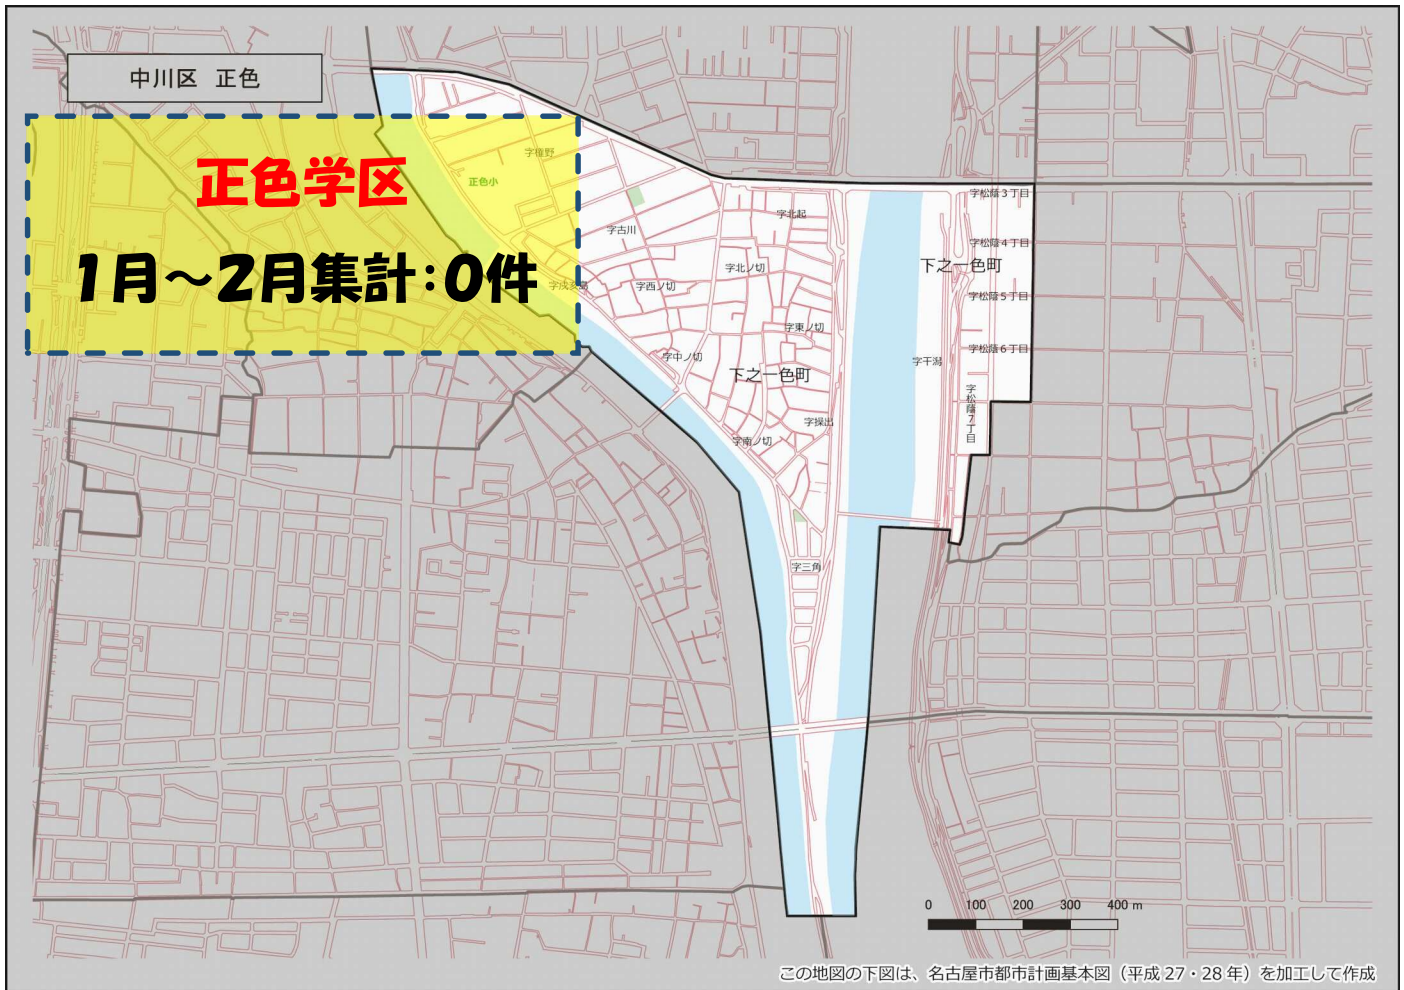 中川区 正色
正色学区
1月～2月集計:0件
字権野
正色小
字戌亥島
字古川
字西ノ切
字北起
字北ノ切
字東ノ切
字中ノ切
下之一色町
字操出
字南ノ切
字三角
字松蔭3丁目
字松蔭4丁目
下之一色町
字松蔭5丁目
字松蔭6丁目
字干潟
字松蔭7丁目
0 100 200 300 400 m
この地図の下図は、名古屋市都市計画基本図（平成 27・28 年）を加工して作成